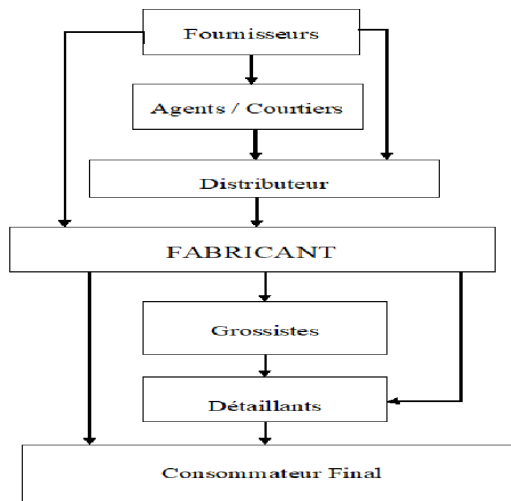 Fournisseurs
Agents / Courtiers
Distributeur
FABRICANT
Grossistes
Détaillants
Consommateur Final